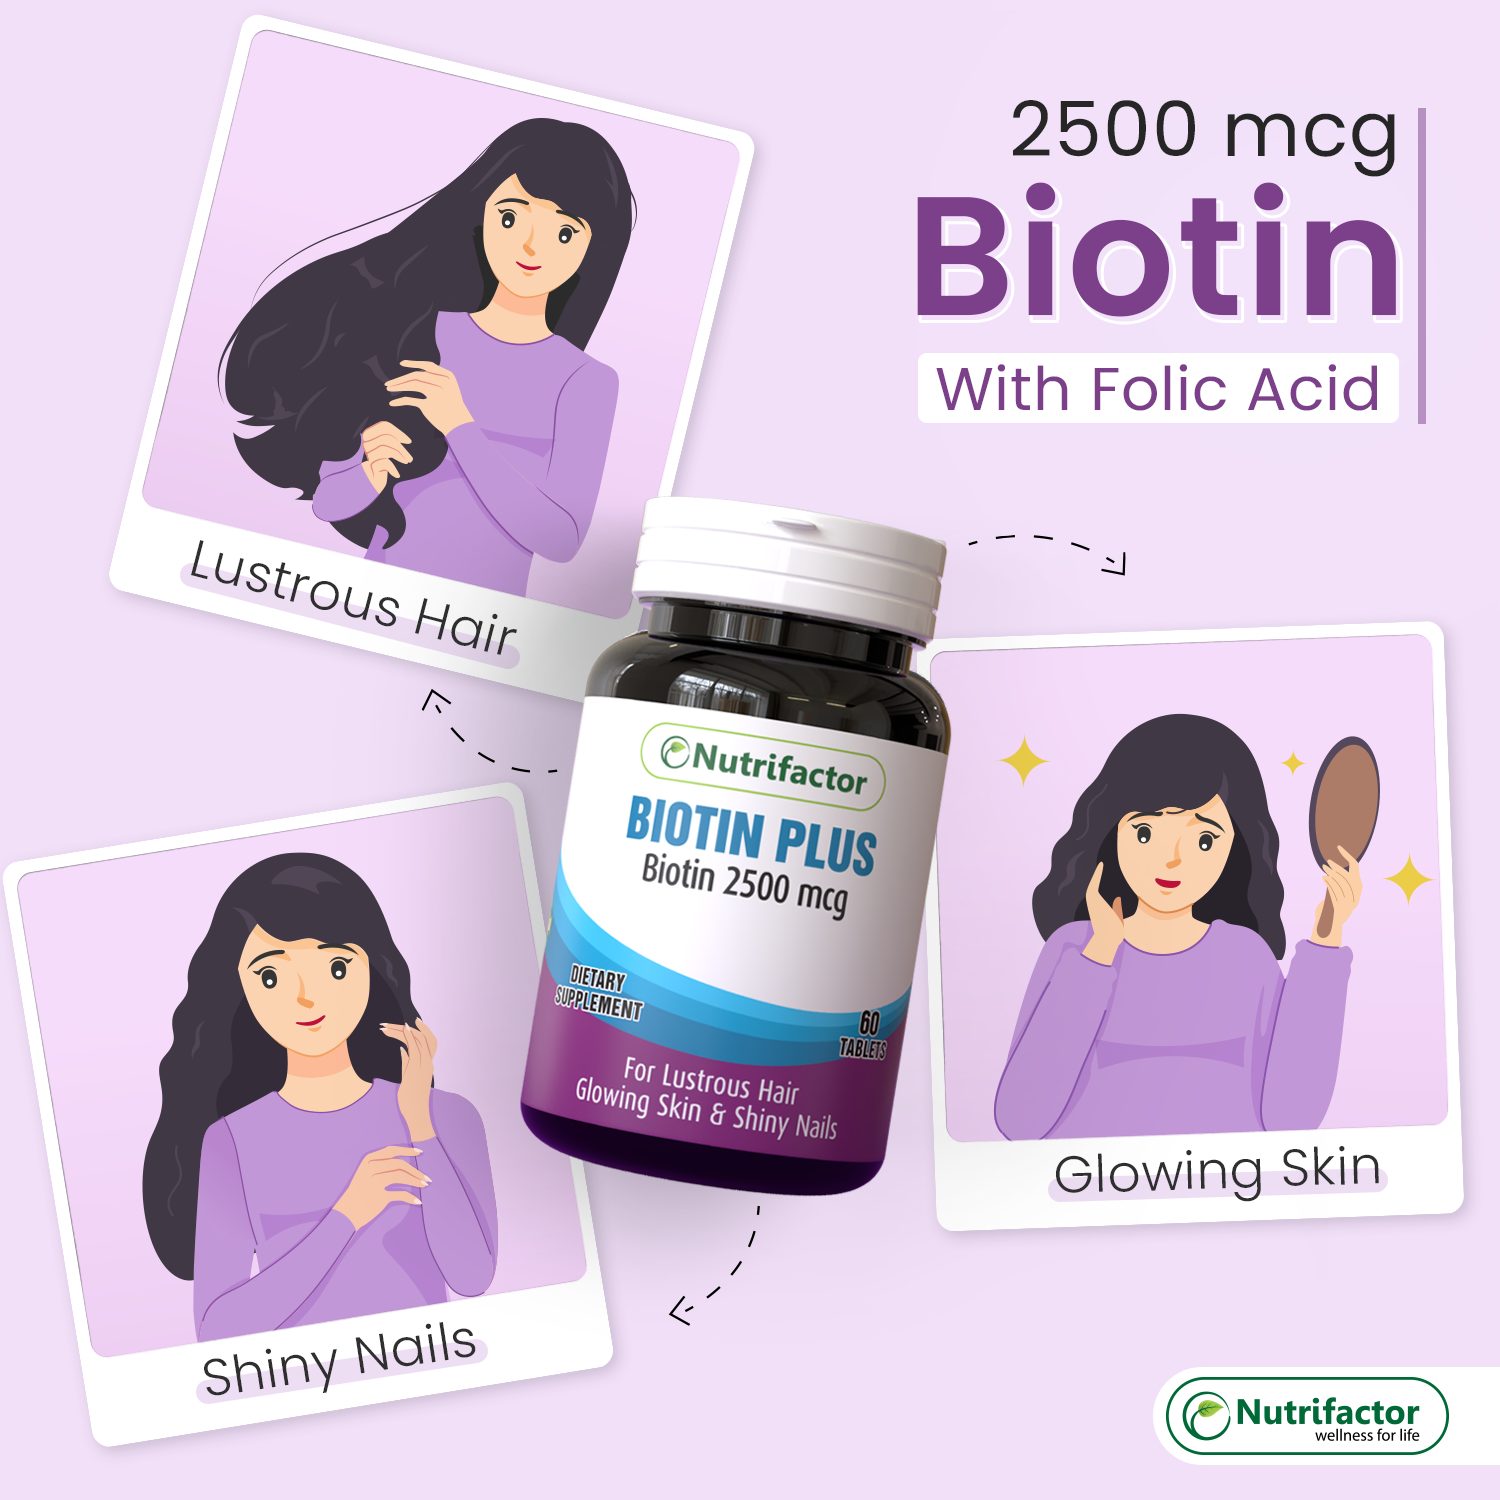 2500 mcg
Biotin
With Folic Acid
Lustrous Hair
Nutrifactor
BIOTIN PLUS
Biotin 2500 mcg
DIETARY
SUPPLEMENT
60
TABLETS
For Lustrous Hair
Glowing Skin & Shiny Nails
Glowing Skin
Shiny Nails
Nutrifactor
wellness for life